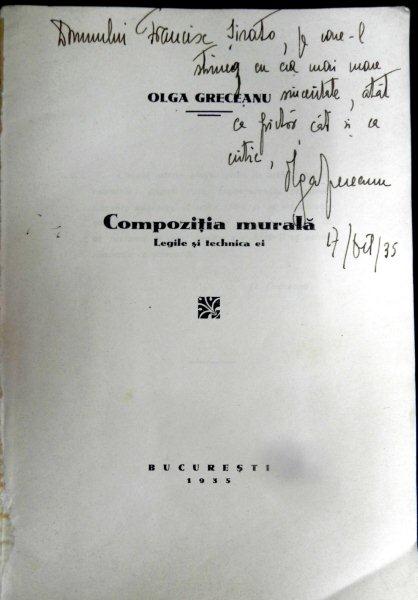 Domnului Francisc Șirato, pe care-l
stimez cu cea mai mare
sinceritate, atât
ca pictor cât și ca
critic,
Olga Greceanu
17/Oct/35
OLGA GRECEANU
Compoziția murală
Legile și technica ei
BUCUREȘTI
1935